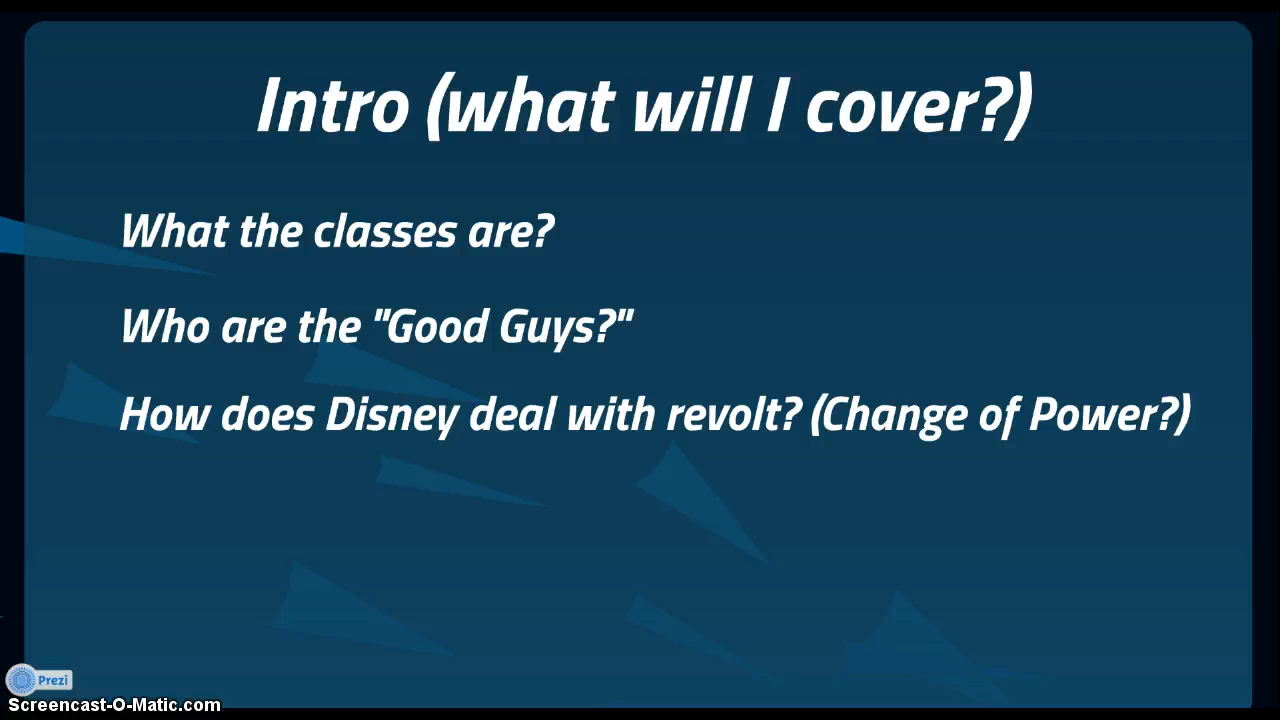 Intro (what will I cover?)
What the classes are?
Who are the "Good Guys?"
How does Disney deal with revolt? (Change of Power?)
Prezi
Screencast-O-Matic.com